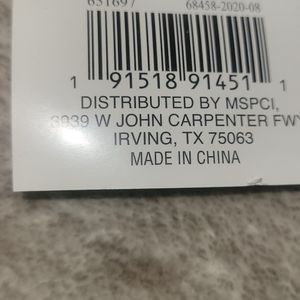 651697 68458-2020-08
1 91518 91451 1
DISTRIBUTED BY MSPCI,
3939 W JOHN CARPENTER FWY
IRVING, TX 75063
MADE IN CHINA